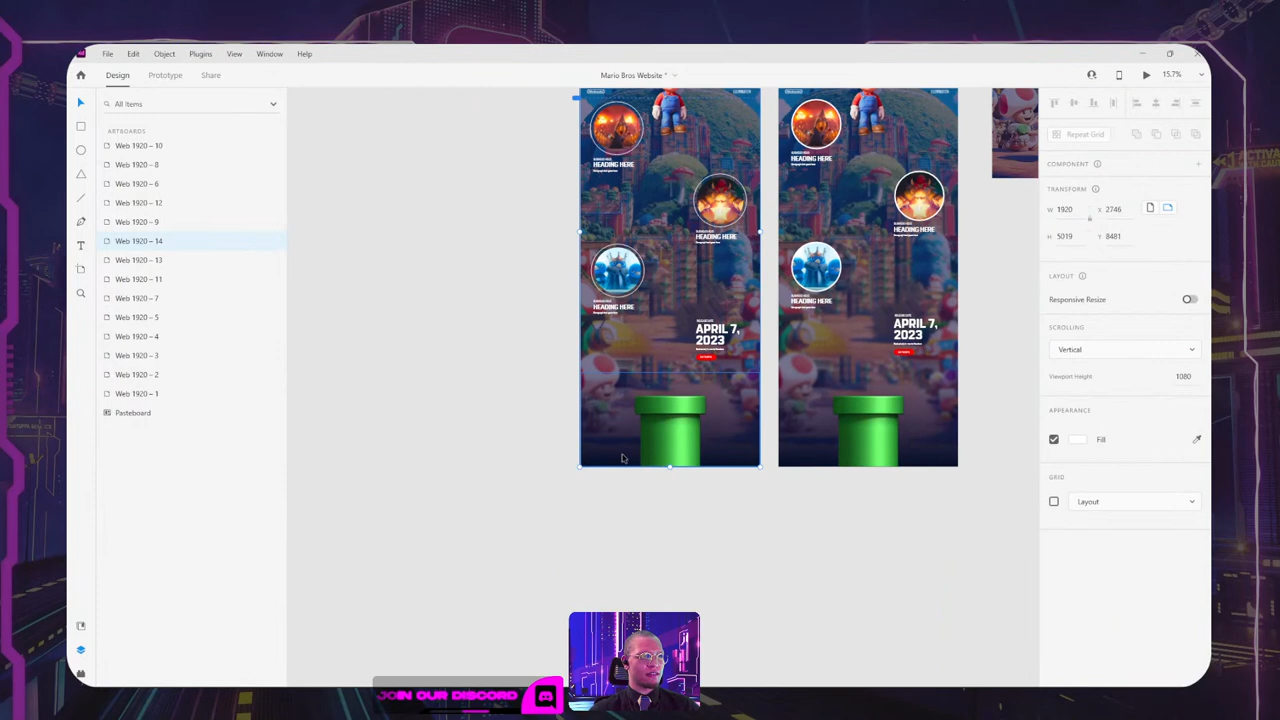 File Edit Object Plugins View Window Help
Design Prototype Share
Mario Bros Website *
15.7%
All Items
ARTBOARDS
Web 1920 – 10
Web 1920 – 8
Web 1920 – 6
Web 1920 – 12
Web 1920 – 9
Web 1920 – 14
Web 1920 – 13
Web 1920 – 11
Web 1920 – 7
Web 1920 – 5
Web 1920 – 4
Web 1920 – 3
Web 1920 – 2
Web 1920 – 1
Pasteboard
Nintendo
HEADING HERE
HEADING HERE
HEADING HERE
APRIL 7,
2023
Nintendo
HEADING HERE
HEADING HERE
HEADING HERE
APRIL 7,
2023
Repeat Grid
COMPONENT
TRANSFORM
W 1920 X 2746
H 5019 Y 8481
LAYOUT
Responsive Resize
SCROLLING
Vertical
Viewport Height 1080
APPEARANCE
Fill
GRID
Layout
JOIN OUR DISCORD